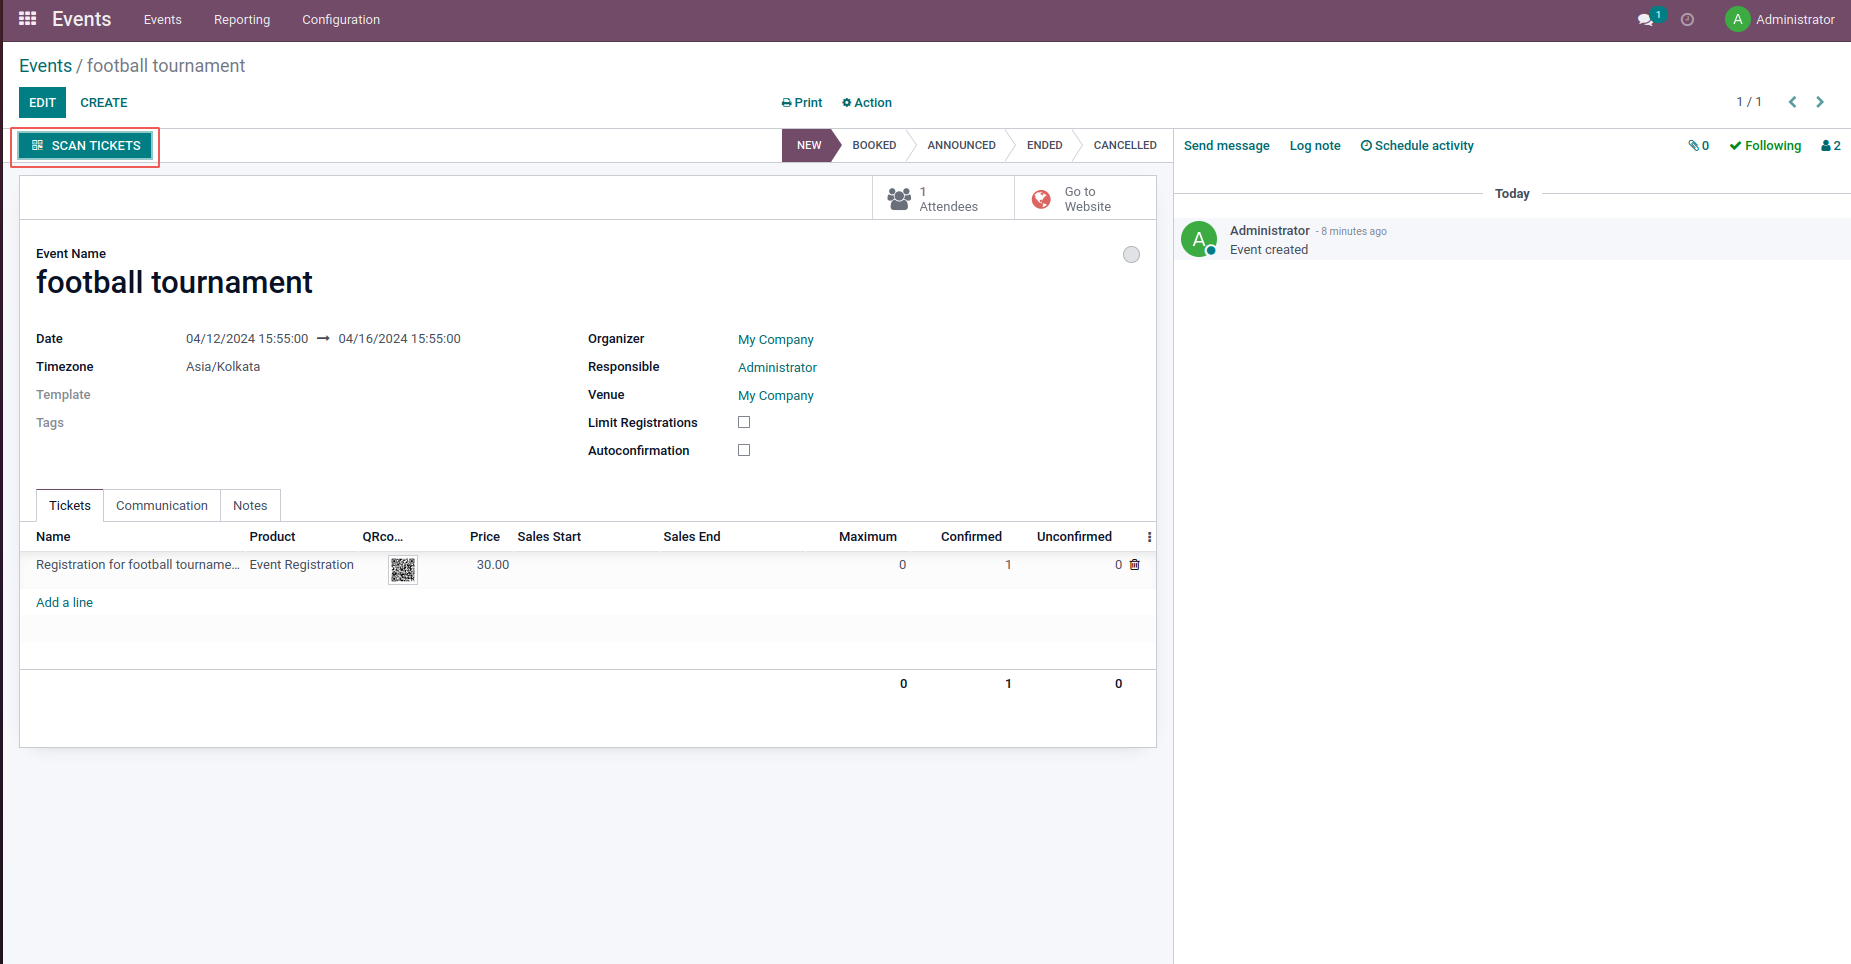 Events Events Reporting Configuration 1 A Administrator
Events / football tournament
EDIT CREATE Print Action 1 / 1
SCAN TICKETS NEW BOOKED ANNOUNCED ENDED CANCELLED
1 Attendees
Go to Website
Event Name
football tournament
Date 04/12/2024 15:55:00 → 04/16/2024 15:55:00 Organizer My Company
Timezone Asia/Kolkata Responsible Administrator
Template Venue My Company
Tags Limit Registrations
Autoconfirmation
Tickets Communication Notes
Name Product QRco... Price Sales Start Sales End Maximum Confirmed Unconfirmed
Registration for football tourname... Event Registration 30.00 0 1 0
Add a line
0 1 0
Send message Log note Schedule activity 0 Following 2
Today
A Administrator - 8 minutes ago
Event created